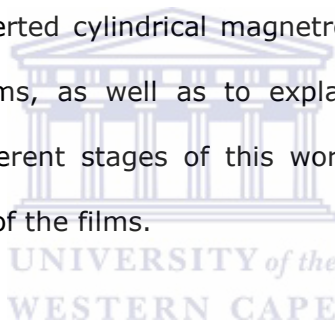 erted cylindrical magnetr
ms, as well as to expla
erent stages of this wor
of the films.
UNIVERSITY of the
WESTERN CAPE